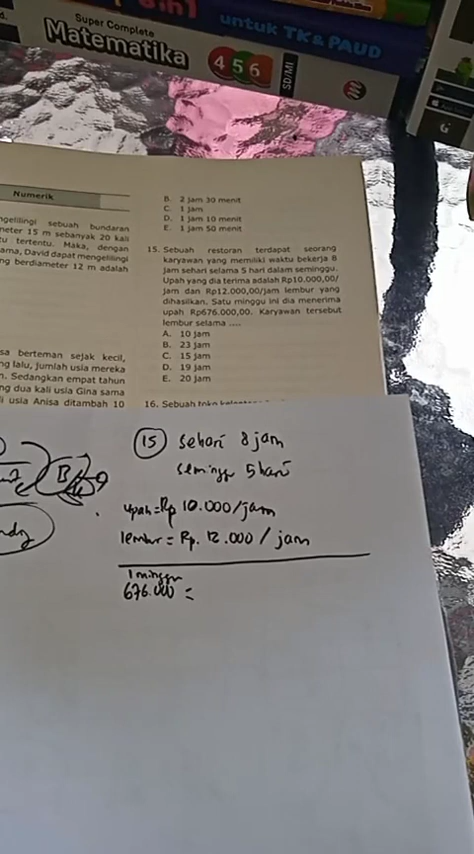 Super Complete
Matematika
4 5 6
SD/MI
untuk TK& PAUD
Numerik
ngelilingi sebuah bundaran
meter 15 m sebanyak 20 kali
tu tertentu. Maka, dengan
ama, David dapat mengelilingi
ng berdiameter 12 m adalah
sa berteman sejak kecil,
ng lalu, jumlah usia mereka
n. Sedangkan empat tahun
ng dua kali usia Gina sama
i usia Anisa ditambah 10
B. 2 jam 30 menit
C. 1 jam
D. 1 jam 10 menit
E. 1 jam 50 menit
15. Sebuah restoran terdapat seorang
karyawan yang memiliki waktu bekerja 8
jam sehari selama 5 hari dalam seminggu.
Upah yang dia terima adalah Rp10.000,00/
jam dan Rp12.000,00/jam lembur yang
dihasilkan. Satu minggu ini dia menerima
upah Rp676.000,00. Karyawan tersebut
lembur selama ....
A. 10 jam
B. 23 jam
C. 15 jam
D. 19 jam
E. 20 jam
16. Sebuah toko
15 sehari 8 jam
seminggu 5 hari
upah = Rp 10.000/jam
lembur = Rp. 12.000 / jam
1 minggu
676.000 =